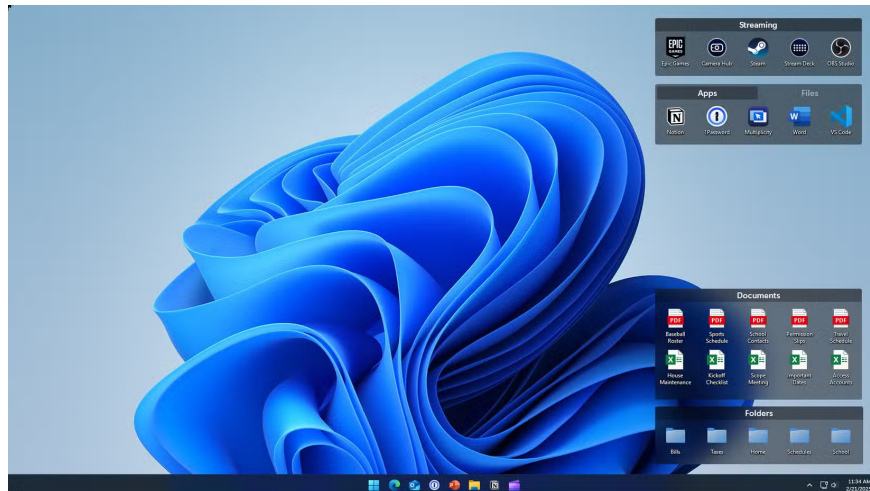 Streaming
EPIC
GAMES
Epic Games Camera Hub Steam Stream Deck OBS Studio
Apps Files
N 1 W
Notion 1Password Multiplicity Word VS Code
Documents
PDF PDF PDF PDF PDF
Baseball Sports School Permission Travel
Roster Schedule Contacts Slips Schedule
X X X X X
House Kickoff Scope Important Access
Maintenance Checklist Meeting Dates Accounts
Folders
Bills Taxes Home Schedules School
11:34 AM